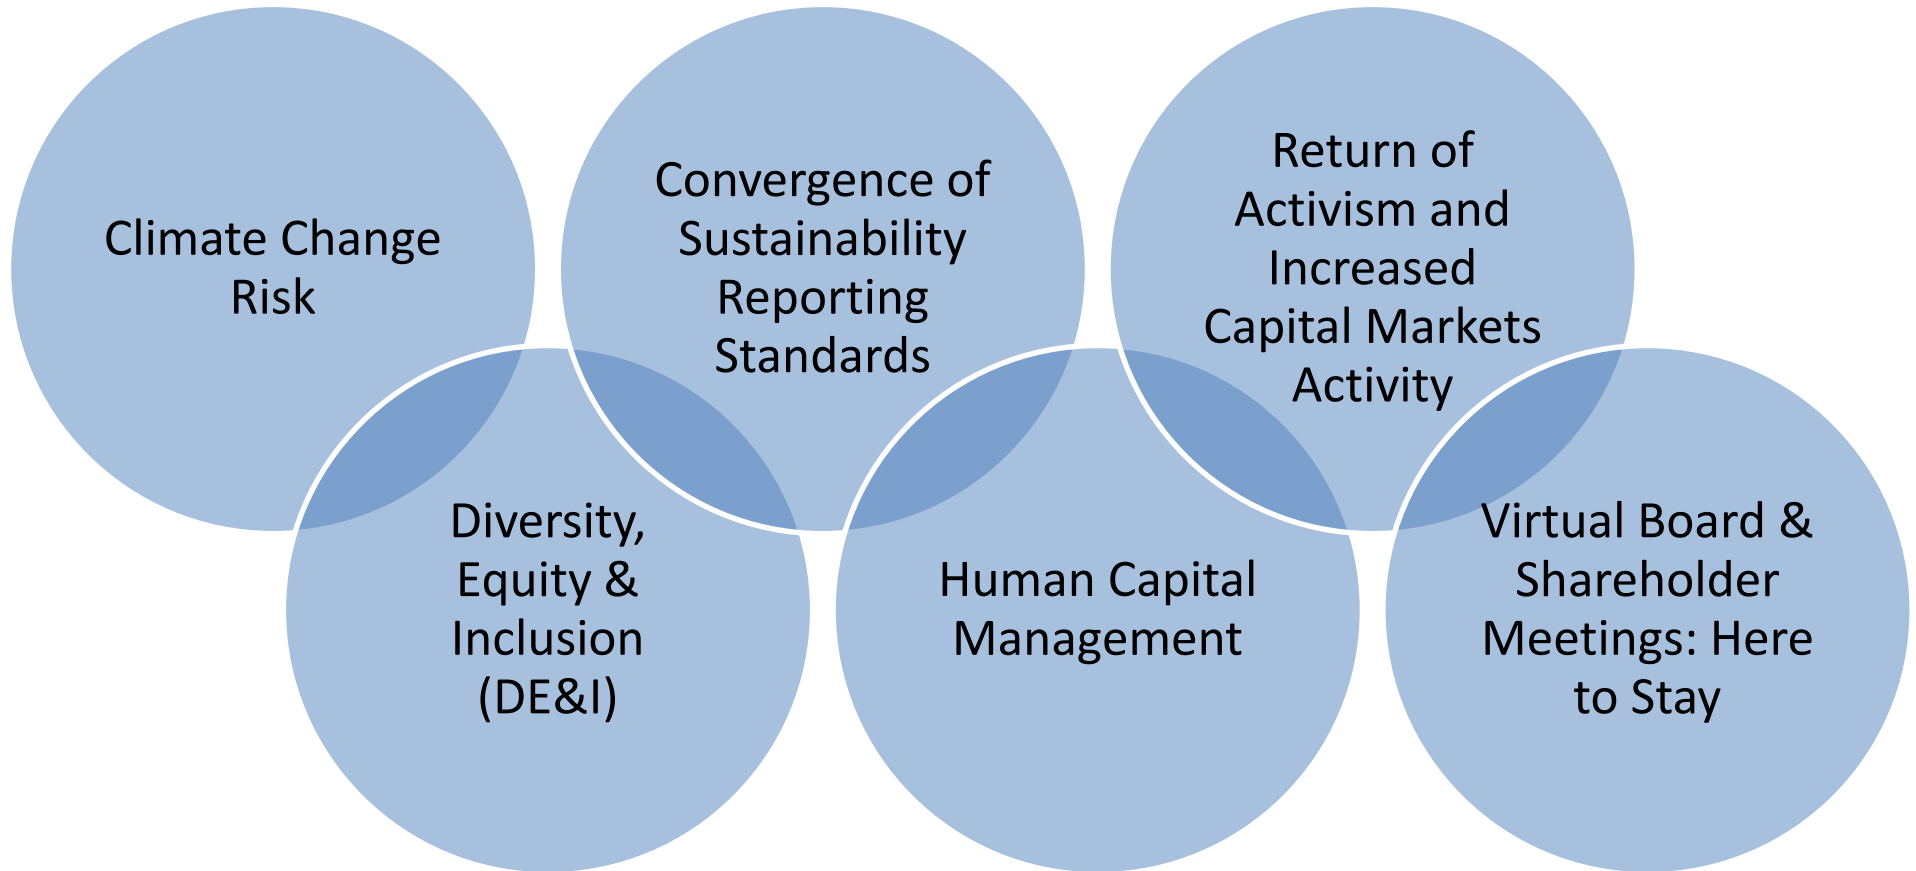 Climate Change
Risk
Diversity,
Equity &
Inclusion
(DE&I)
Convergence of
Sustainability
Reporting
Standards
Human Capital
Management
Return of
Activism and
Increased
Capital Markets
Activity
Virtual Board &
Shareholder
Meetings: Here
to Stay